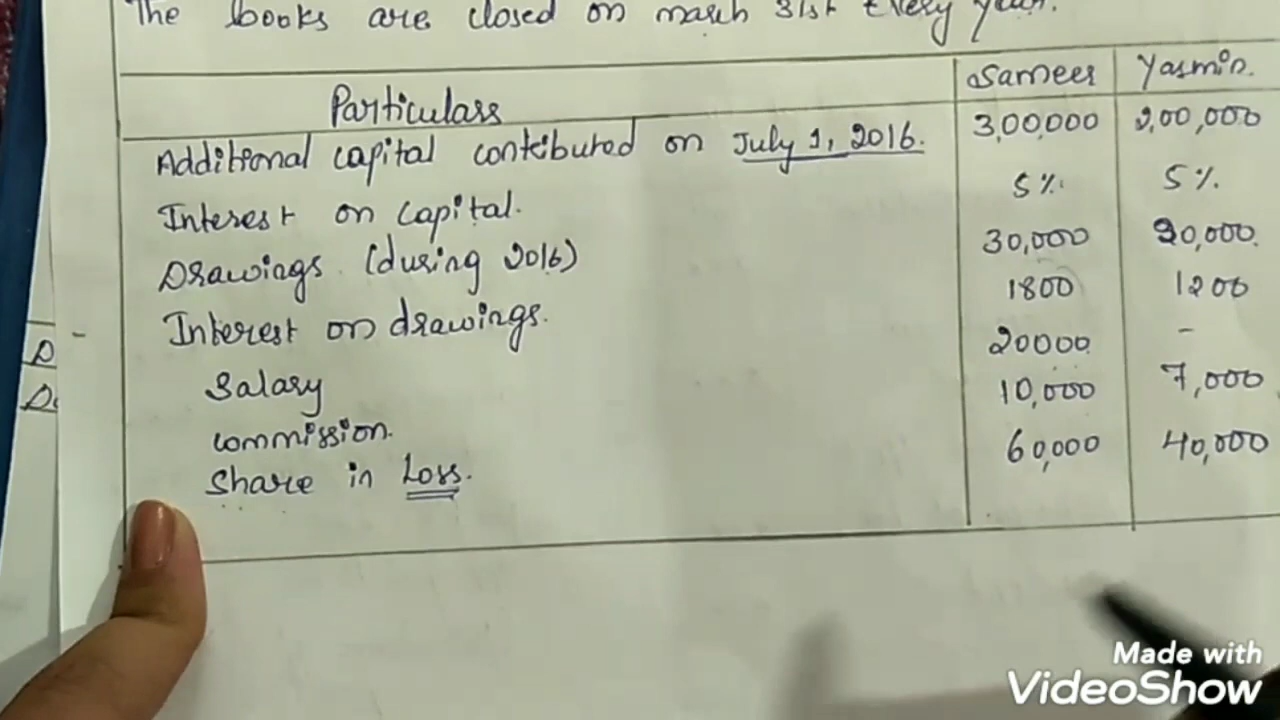 The books are closed on march 31st Every year.
Particulars Sameer Yasmin.
Additional capital contributed on July 1, 2016. 3,00,000 2,00,000
Interest on capital. 5% 5%.
Drawings (during 2016) 30,000 20,000.
Interest on drawings. 1800 1200
Salary 20000 -
Commission. 10,000 7,000
Share in Loss. 60,000 40,000
D
D
Made with
VideoShow